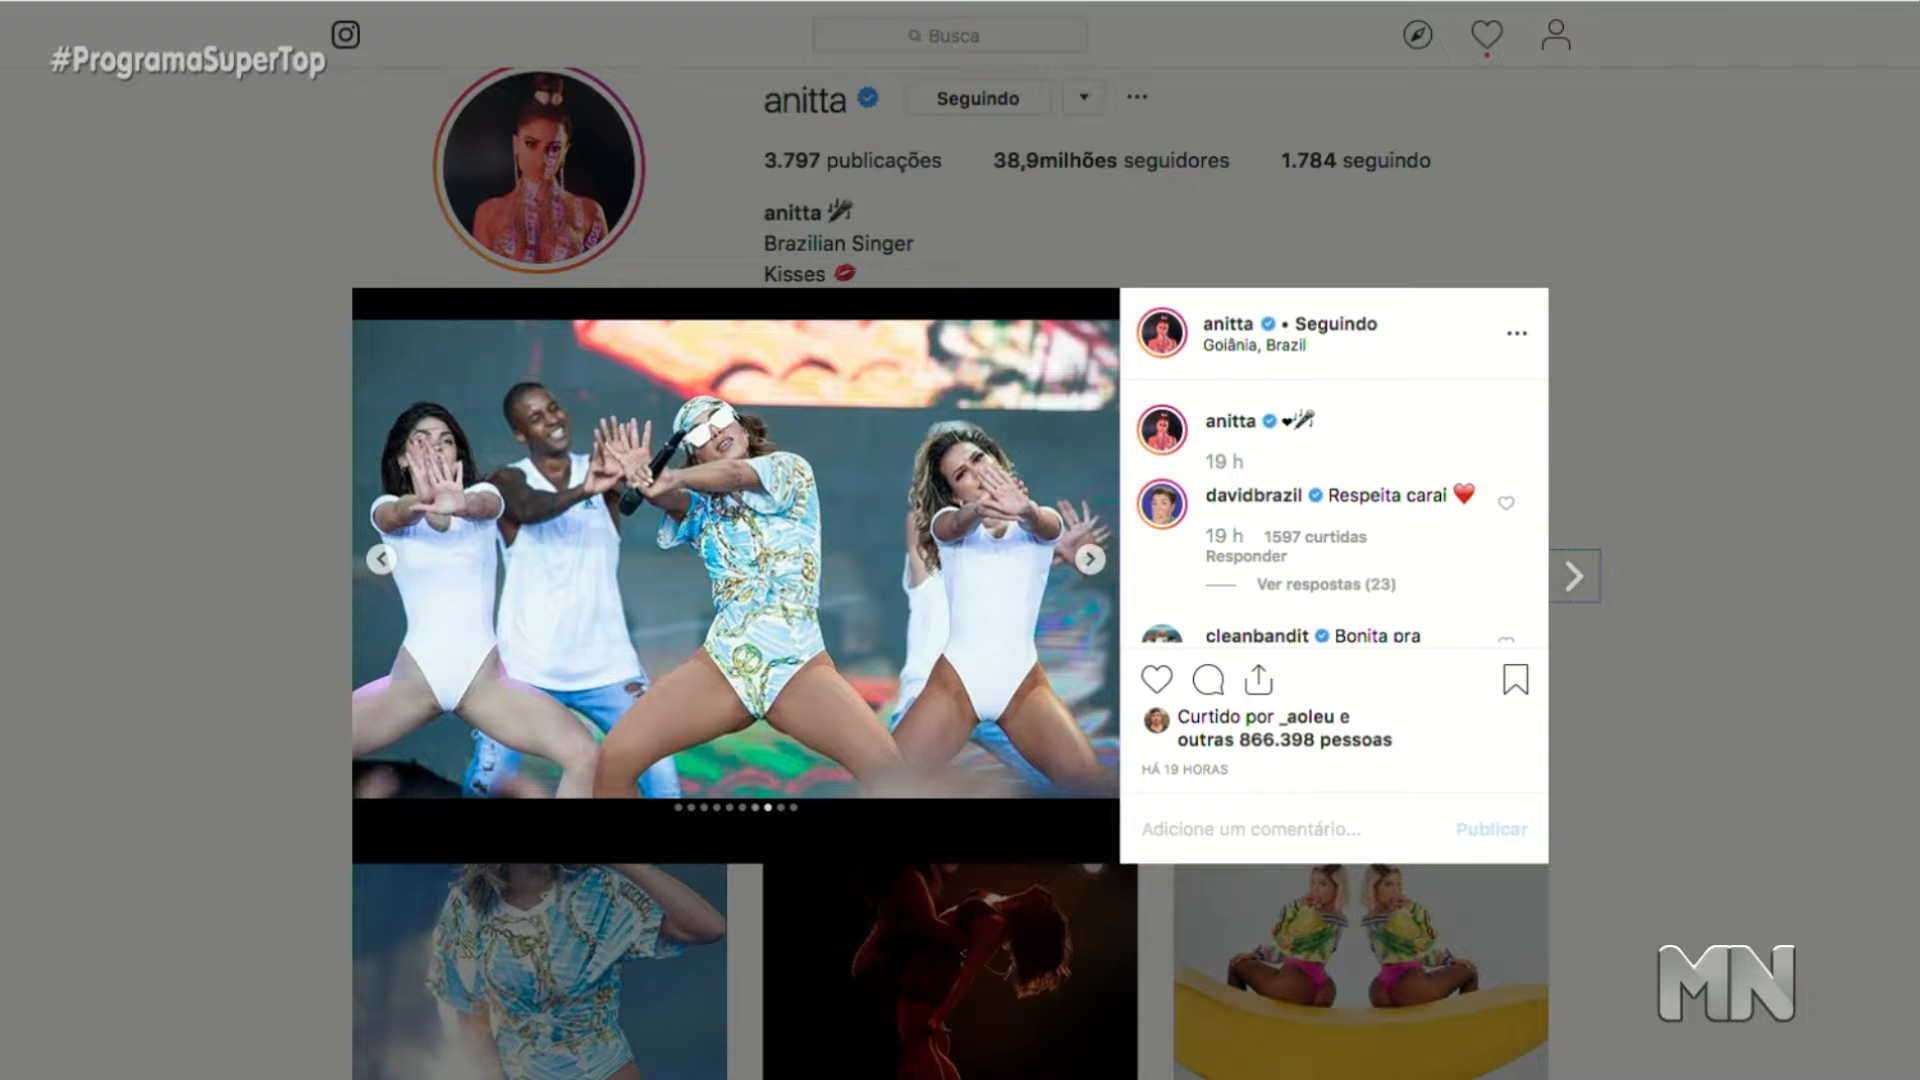 #ProgramaSuperTop
Busca
anitta
Seguindo
3.797 publicações
38,9milhões seguidores
1.784 seguindo
anitta
Brazilian Singer
Kisses 💋
anitta • Seguindo
Goiânia, Brazil
anitta ❤🎤
19 h
davidbrazil Respeita carai ❤️
19 h 1597 curtidas
Responder
Ver respostas (23)
cleanbandit Bonita pra
Curtido por _aoleu e
outras 866.398 pessoas
HÁ 19 HORAS
Adicione um comentário...
Publicar
MN